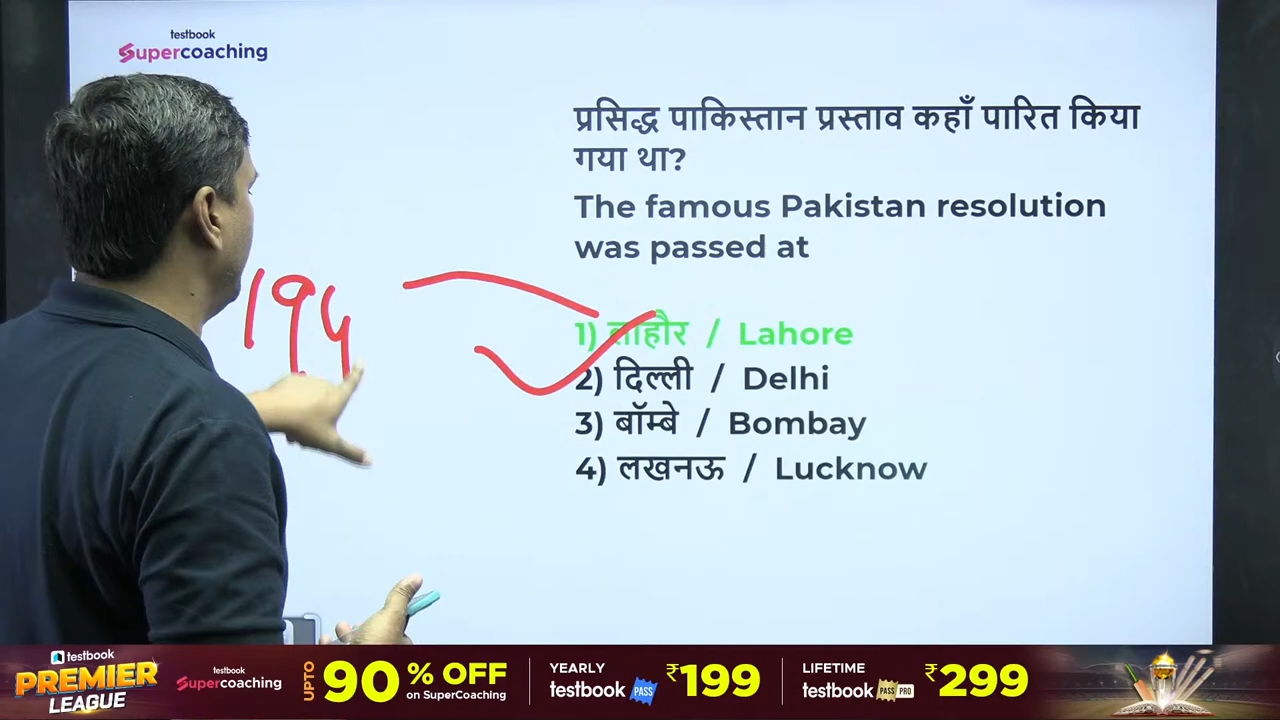 testbook
Supercoaching
प्रसिद्ध पाकिस्तान प्रस्ताव कहाँ पारित किया
गया था?
The famous Pakistan resolution
was passed at
194
1) लाहौर / Lahore
2) दिल्ली / Delhi
3) बॉम्बे / Bombay
4) लखनऊ / Lucknow
testbook
PREMIER
LEAGUE
testbook
Supercoaching
UPTO
90 % OFF
on SuperCoaching
YEARLY
testbook PASS
₹199
LIFETIME
testbook PASS PRO
₹299